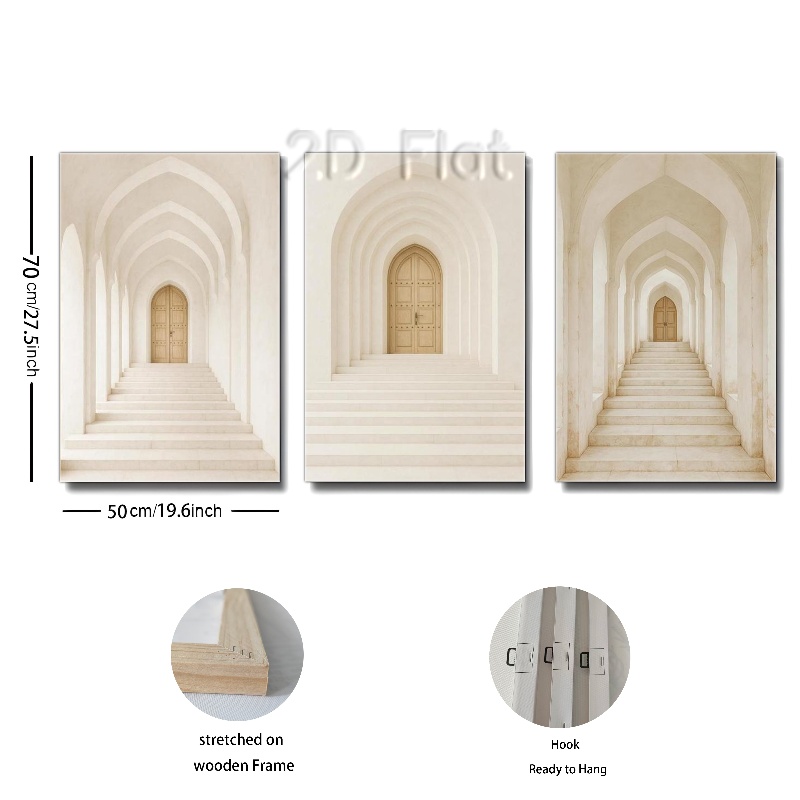 2D Flat
70 cm/27.5inch
50cm/19.6inch
stretched on
wooden Frame
Hook
Ready to Hang